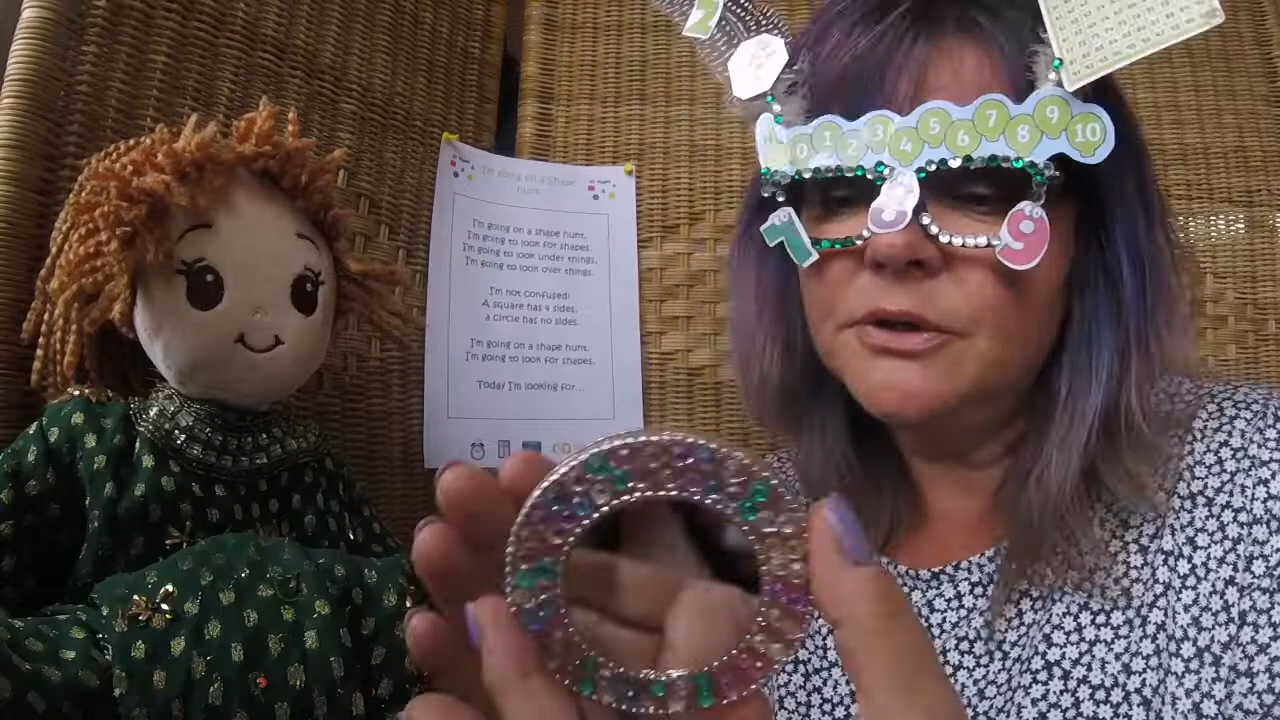 2
0 1 2 3 4 5 6 7 8 9 10
7
8
9
I'm going on a Shape
hunt
I'm going on a shape hunt,
I'm going to look for shapes.
I'm going to look under things,
I'm going to look over things.
I'm not confused!
A square has 4 sides,
a circle has no sides.
I'm going on a shape hunt,
I'm going to look for shapes.
Today I'm looking for...